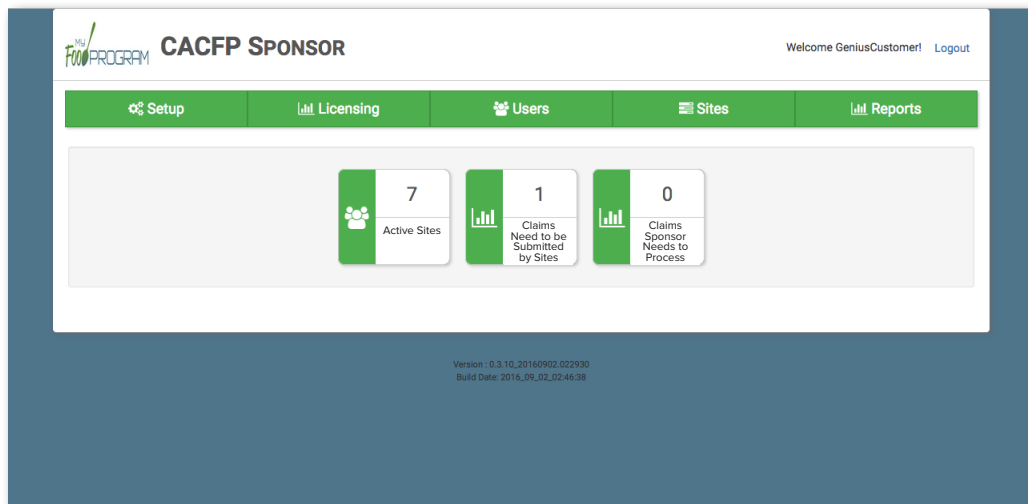 MY
Food PROGRAM
CACFP SPONSOR
Welcome GeniusCustomer! Logout
Setup Licensing Users Sites Reports
7
Active Sites
1
Claims
Need to be
Submitted
by Sites
0
Claims
Sponsor
Needs to
Process
Version : 0.3.10_20160902.022930
Build Date: 2016_09_02_02:46:38